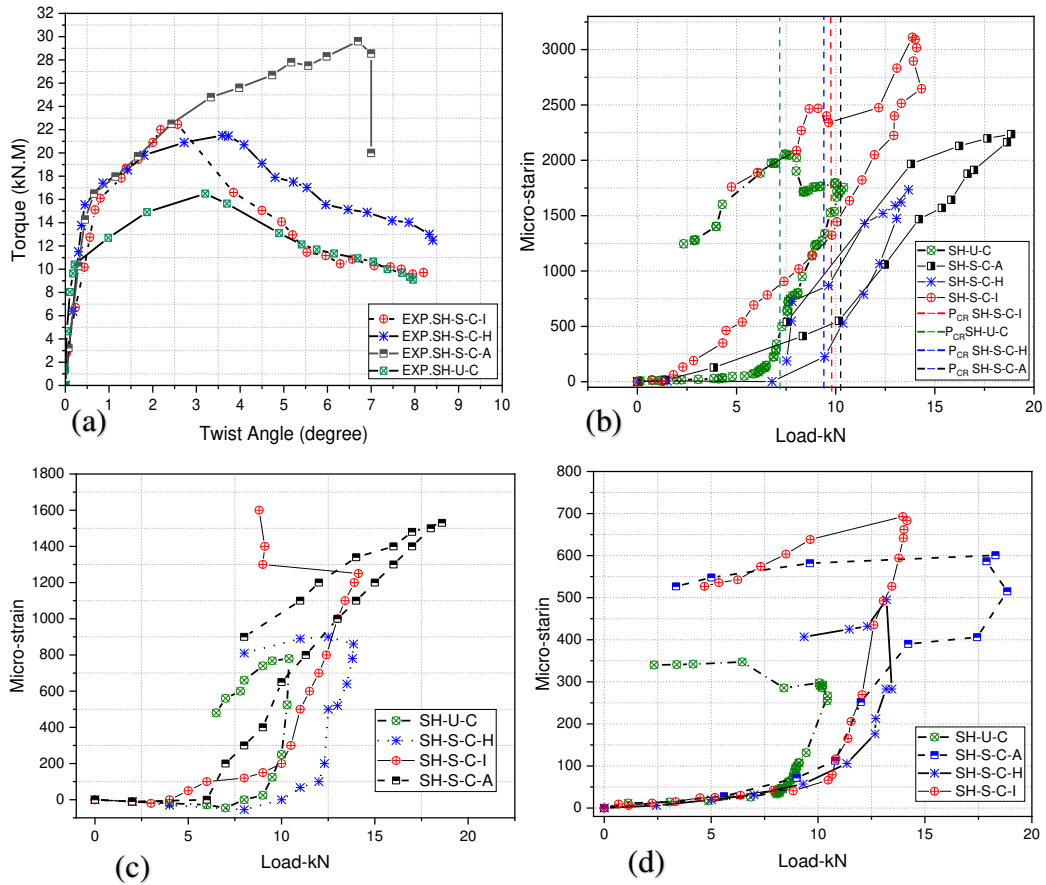 32
30
28
26
24
22
20
18
16
14
12
10
8
6
4
2
0
Torque (kN.M)
EXP.SH-S-C-I
EXP.SH-S-C-H
EXP.SH-S-C-A
EXP.SH-U-C
0 1 2 3 4 5 6 7 8 9 10
(a)
Twist Angle (degree)
3000
2500
2000
1500
1000
500
0
Micro-starin
SH-U-C
SH-S-C-A
SH-S-C-H
SH-S-C-I
PCR SH-S-C-I
PCRSH-U-C
PCR SH-S-C-H
PCR SH-S-C-A
0 5 10 15 20
(b)
Load-kN
1800
1600
1400
1200
1000
800
600
400
200
0
Micro-strain
SH-U-C
SH-S-C-H
SH-S-C-I
SH-S-C-A
0 5 10 15 20
(c)
Load-kN
800
700
600
500
400
300
200
100
0
Micro-starin
SH-U-C
SH-S-C-A
SH-S-C-H
SH-S-C-I
0 5 10 15 20
Load-kN
(d)